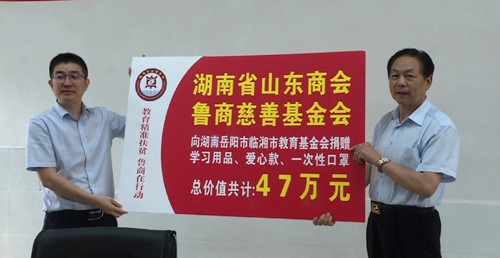 湖南省山东商会
鲁商慈善基金会
向湖南岳阳市临湘市教育基金会捐赠
学习用品、爱心款、一次性口罩
总价值共计:47万元
教育精准扶贫 鲁商在行动